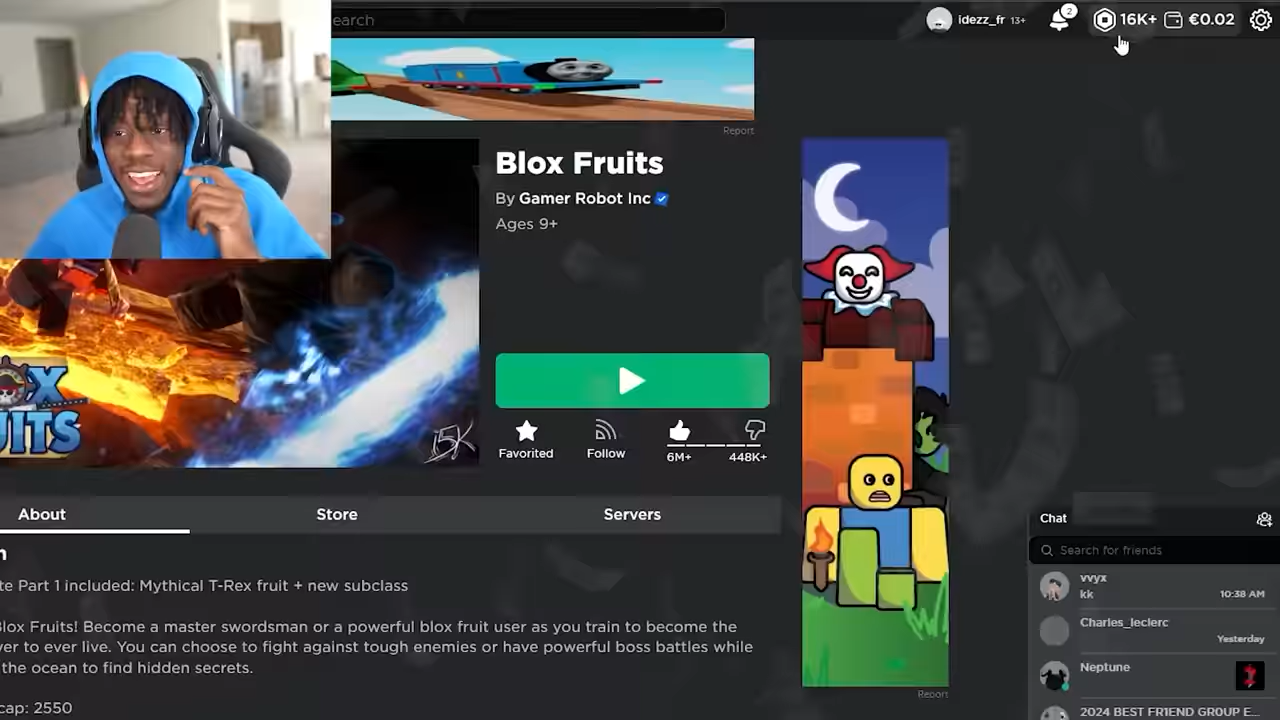 earch
idezz_fr 13+
2
16K+
€0.02
Report
Blox Fruits
By Gamer Robot Inc
Ages 9+
Favorited
Follow
6M+
448K+
About
Store
Servers
n
te Part 1 included: Mythical T-Rex fruit + new subclass
Blox Fruits! Become a master swordsman or a powerful blox fruit user as you train to become the
ver to ever live. You can choose to fight against tough enemies or have powerful boss battles while
the ocean to find hidden secrets.
cap: 2550
OX
UITS
Report
Chat
Search for friends
vvyx
kk
10:38 AM
Charles_leclerc
Yesterday
Neptune
2024 BEST FR1END GR0UP E...